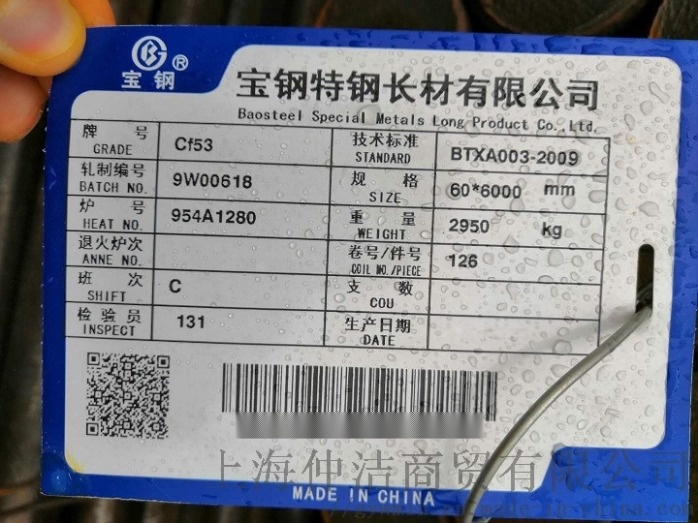 宝钢®
宝钢特钢长材有限公司
Baosteel Special Metals Long Product Co.,Ltd.
牌号 GRADE Cf53 技术标准 STANDARD BTXA003-2009
轧制编号 BATCH NO. 9W00618 规格 SIZE 60*6000 mm
炉号 HEAT NO. 954A1280 重量 WEIGHT 2950 kg
退火炉次 ANNE NO. 卷号/件号 COIL NO./PIECE 126
班次 SHIFT C 支数 COU
检验员 INSPECT 131 生产日期 DATE
上海仲洁商贸有限公司
MADE IN CHINA